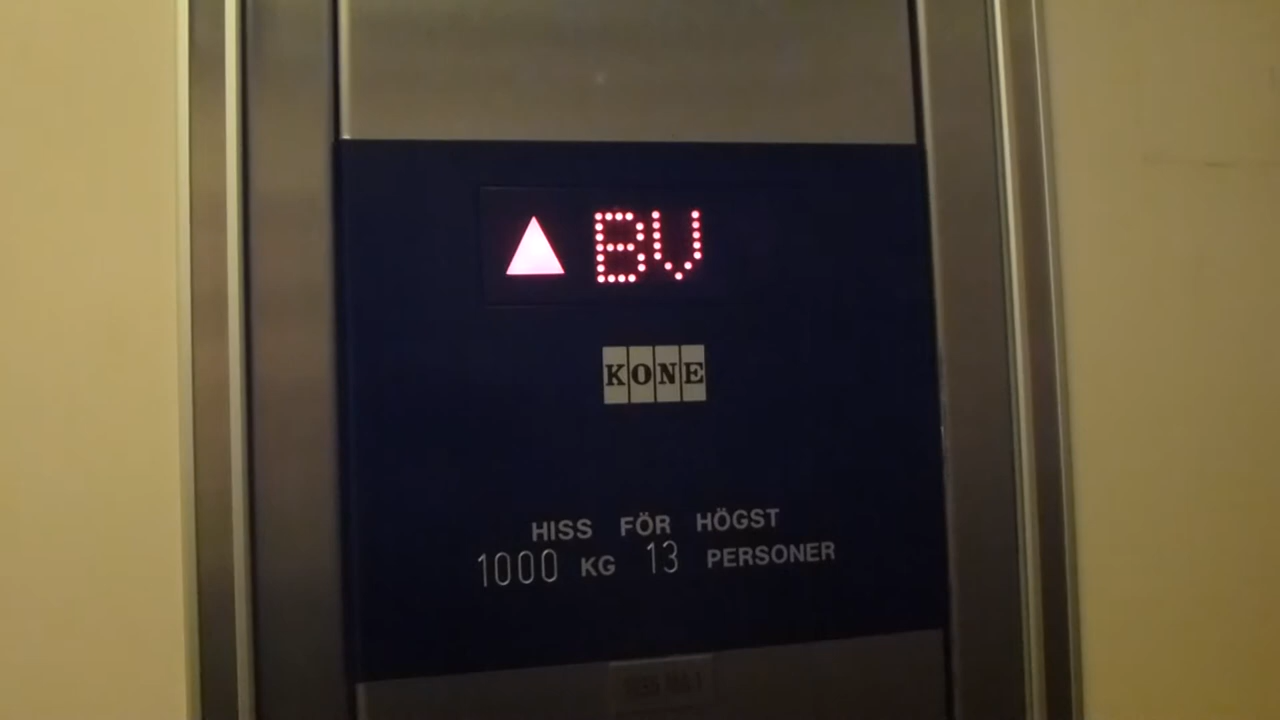 BV
KONE
HISS FÖR HÖGST
1000 KG 13 PERSONER